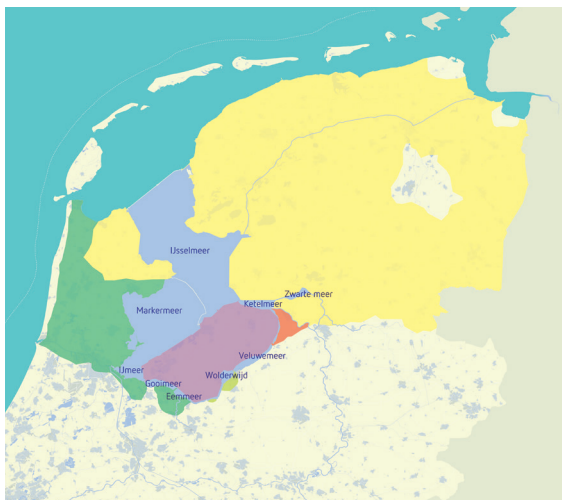 IJsselmeer
Zwarte meer
Ketelmeer
Markermeer
Veluwemeer
IJmeer
Wolderwijd
Gooimeer
Eemmeer